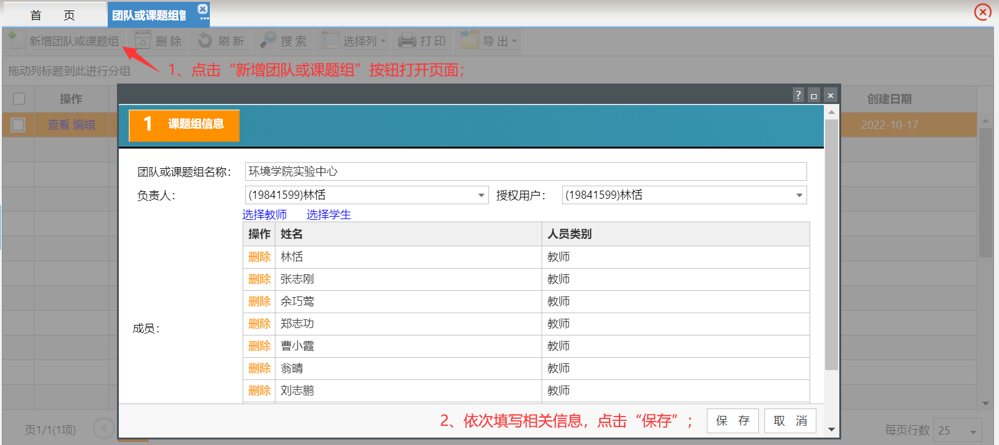 首 页 团队或课题组管
新增团队或课题组 删 除 刷 新 搜 索 选择列 打 印 导 出
1、点击“新增团队或课题组”按钮打开页面；
拖动列标题到此进行分组
操作 创建日期
查看 编辑 2022-10-17
1 课题组信息
团队或课题组名称： 环境学院实验中心
负责人： (19841599)林恬 授权用户： (19841599)林恬
选择教师 选择学生
成员：
操作 姓名 人员类别
删除 林恬 教师
删除 张志刚 教师
删除 余巧莺 教师
删除 郑志功 教师
删除 曹小霞 教师
删除 翁晴 教师
删除 刘志鹏 教师
2、依次填写相关信息，点击“保存”； 保 存 取 消
页1/1(1项) 每页行数 25